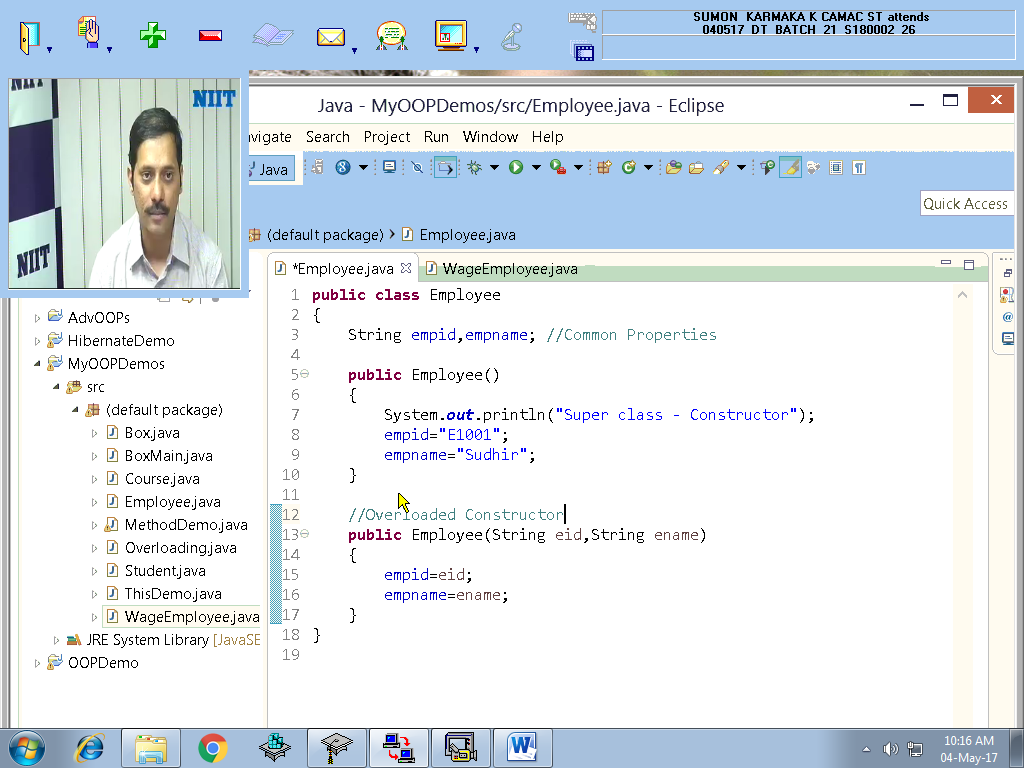 SUMON KARMAKA K CAMAC ST attends
040517 DT BATCH 21 S180002 26
NIIT
NIIT
Java - MyOOPDemos/src/Employee.java - Eclipse
avigate Search Project Run Window Help
Java
Quick Access
(default package) Employee.java
*Employee.java
WageEmployee.java
AdvOOPs
HibernateDemo
MyOOPDemos
src
(default package)
Box.java
BoxMain.java
Course.java
Employee.java
MethodDemo.java
Overloading.java
Student.java
ThisDemo.java
WageEmployee.java
JRE System Library [JavaSE
OOPDemo
1 public class Employee
2 {
3 String empid,empname; //Common Properties
4
5 public Employee()
6 {
7 System.out.println("Super class - Constructor");
8 empid="E1001";
9 empname="Sudhir";
10 }
11
12 //Overloaded Constructor
13 public Employee(String eid,String ename)
14 {
15 empid=eid;
16 empname=ename;
17 }
18 }
19
10:16 AM
04-May-17